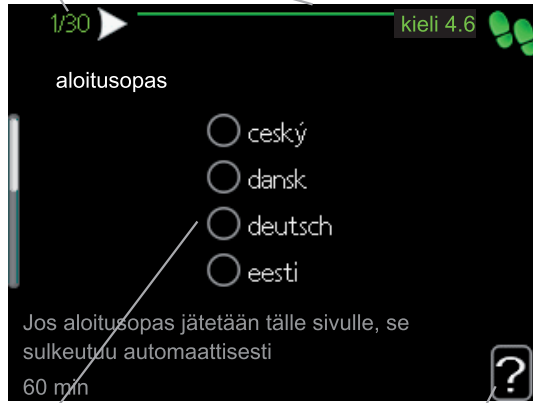 1/30 kieli 4.6
aloitusopas
ceský
dansk
deutsch
eesti
Jos aloitusopas jätetään tälle sivulle, se
sulkeutuu automaattisesti
60 min
?